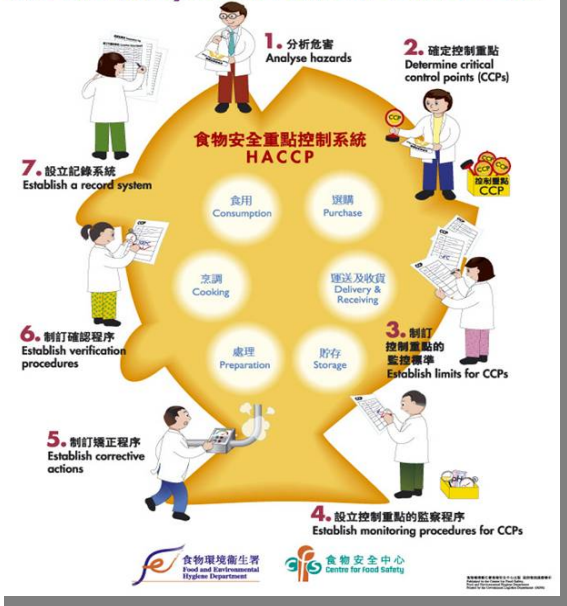 1. 分析危害
Analyse hazards
2. 確定控制重點
Determine critical
control points (CCPs)
食物安全重點控制系統
HACCP
CCP
控制重點
CCP
7. 設立記錄系統
Establish a record system
食用
Consumption
選購
Purchase
烹調
Cooking
運送及收貨
Delivery &
Receiving
處理
Preparation
貯存
Storage
3. 制訂
控制重點的
監控標準
Establish limits for CCPs
6. 制訂確認程序
Establish verification
procedures
5. 制訂矯正程序
Establish corrective
actions
4. 設立控制重點的監察程序
Establish monitoring procedures for CCPs
食物環境衞生署
Food and Environmental
Hygiene Department
cfs
食物安全中心
Centre for Food Safety